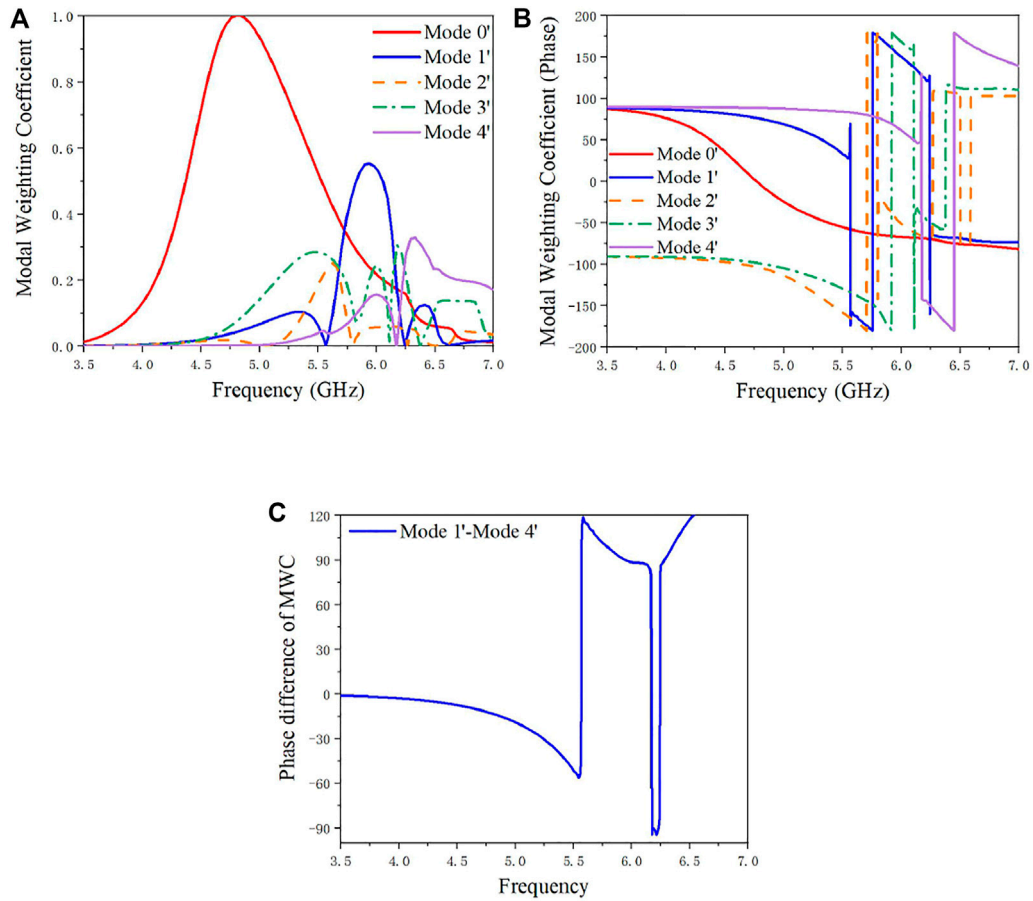 A
Modal Weighting Coefficient
1.0
0.8
0.6
0.4
0.2
0.0
Mode 0'
Mode 1'
Mode 2'
Mode 3'
Mode 4'
3.5 4.0 4.5 5.0 5.5 6.0 6.5 7.0
Frequency (GHz)
B
Modal Weighting Coefficient (Phase)
200
150
100
50
0
-50
-100
-150
-200
Mode 0'
Mode 1'
Mode 2'
Mode 3'
Mode 4'
3.5 4.0 4.5 5.0 5.5 6.0 6.5 7.0
Frequency (GHz)
C
Phase difference of MWC
120
90
60
30
0
-30
-60
-90
Mode 1'-Mode 4'
3.5 4.0 4.5 5.0 5.5 6.0 6.5 7.0
Frequency